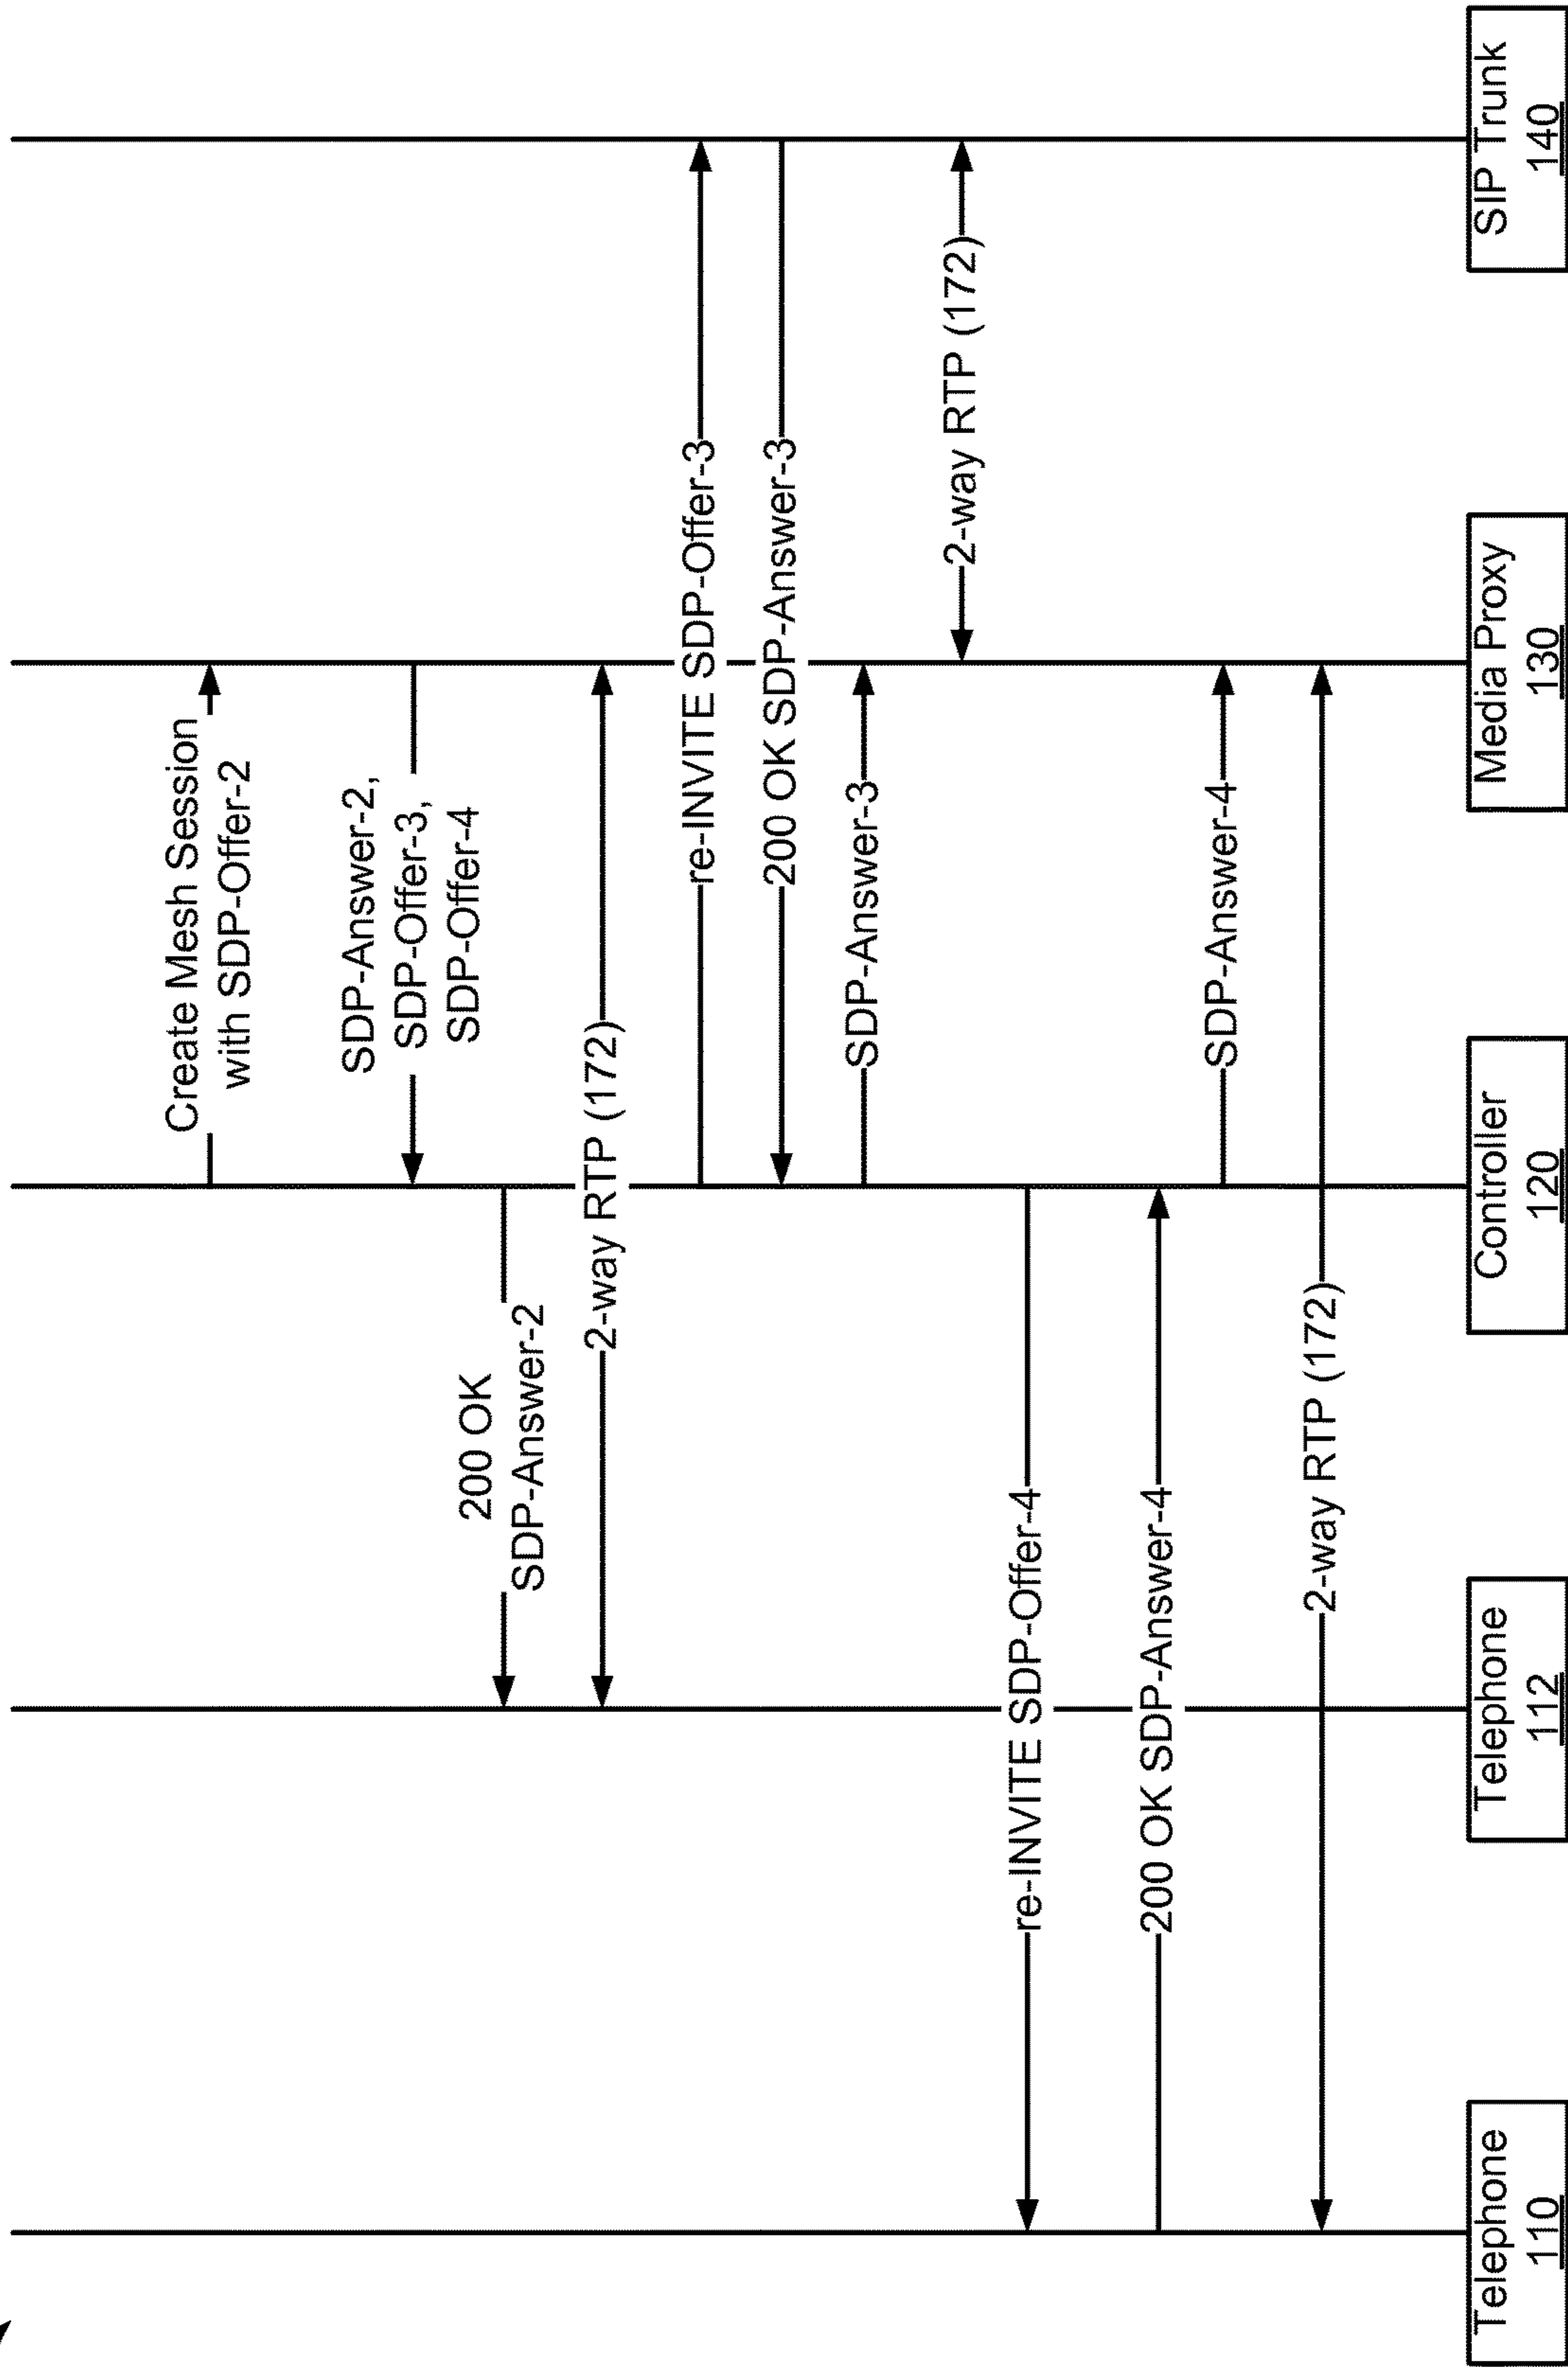 Create Mesh Session
with SDP-Offer-2
SDP-Answer-2,
SDP-Offer-3,
SDP-Offer-4
200 OK
SDP-Answer-2
2-way RTP (172)
re-INVITE SDP-Offer-3
200 OK SDP-Answer-3
SDP-Answer-3
2-way RTP (172)
re-INVITE SDP-Offer-4
200 OK SDP-Answer-4
SDP-Answer-4
2-way RTP (172)
Telephone
110
Telephone
112
Controller
120
Media Proxy
130
SIP Trunk
140